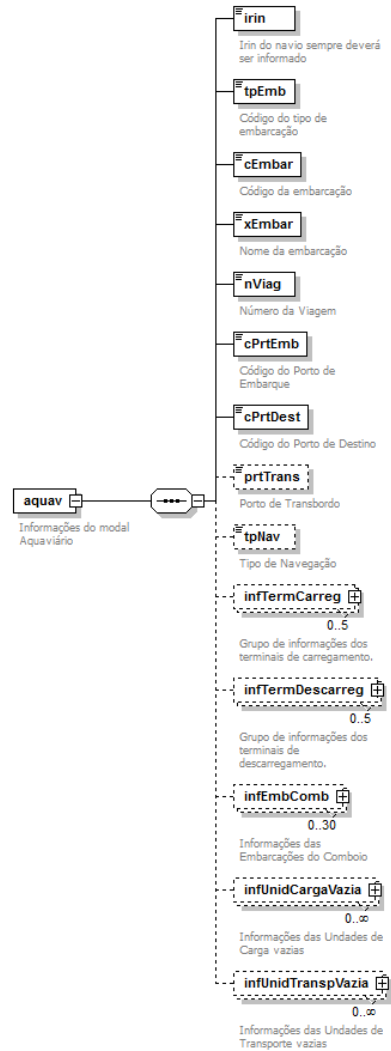 irin
Irin do navio sempre deverá
ser informado
tpEmb
Código do tipo de
embarcação
cEmbar
Código da embarcação
xEmbar
Nome da embarcação
nViag
Número da Viagem
cPrtEmb
Código do Porto de
Embarque
cPrtDest
Código do Porto de Destino
aquav
Informações do modal
Aquaviário
prtTrans
Porto de Transbordo
tpNav
Tipo de Navegação
infTermCarreg
0..5
Grupo de informações dos
terminais de carregamento.
infTermDescarreg
0..5
Grupo de informações dos
terminais de
descarregamento.
infEmbComb
0..30
Informações das
Embarcações do Comboio
infUnidCargaVazia
0..∞
Informações das Undades de
Carga vazias
infUnidTranspVazia
0..∞
Informações das Undades de
Transporte vazias